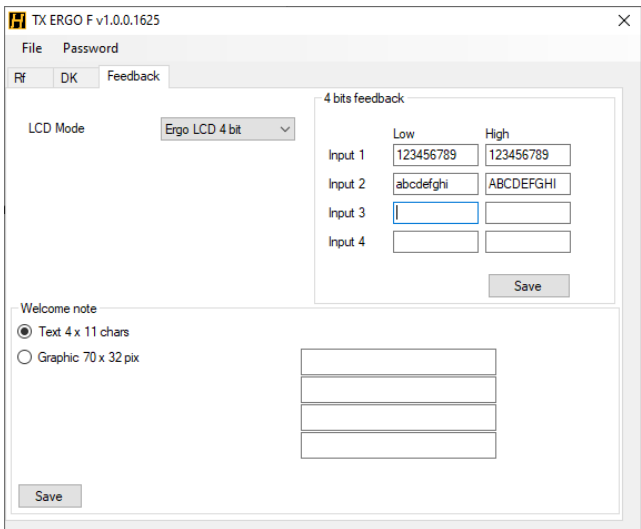 TX ERGO F v1.0.0.1625
File Password
Rf DK Feedback
LCD Mode Ergo LCD 4 bit
4 bits feedback
Low High
Input 1 123456789 123456789
Input 2 abcdefghi ABCDEFGHI
Input 3
Input 4
Save
Welcome note
Text 4 x 11 chars
Graphic 70 x 32 pix
Save